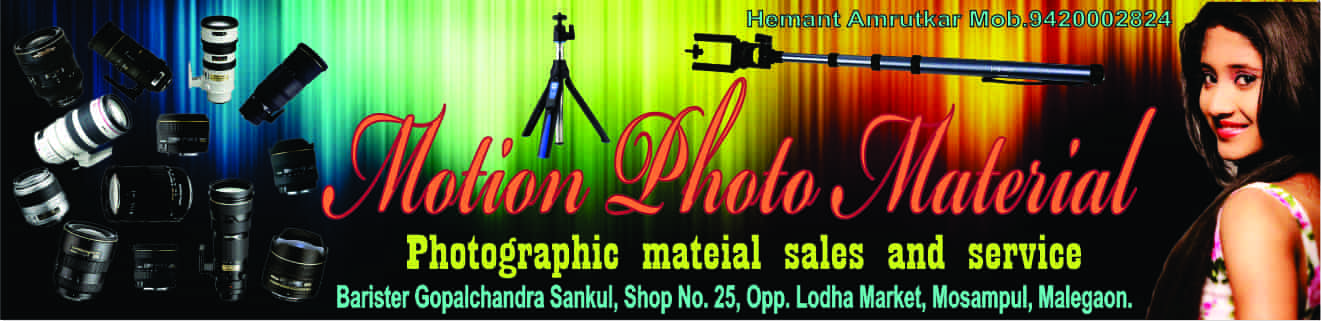 Hemant Amrutkar Mob.9420002824
Motion Photo Material
Photographic mateial sales and service
Barister Gopalchandra Sankul, Shop No. 25, Opp. Lodha Market, Mosampul, Malegaon.